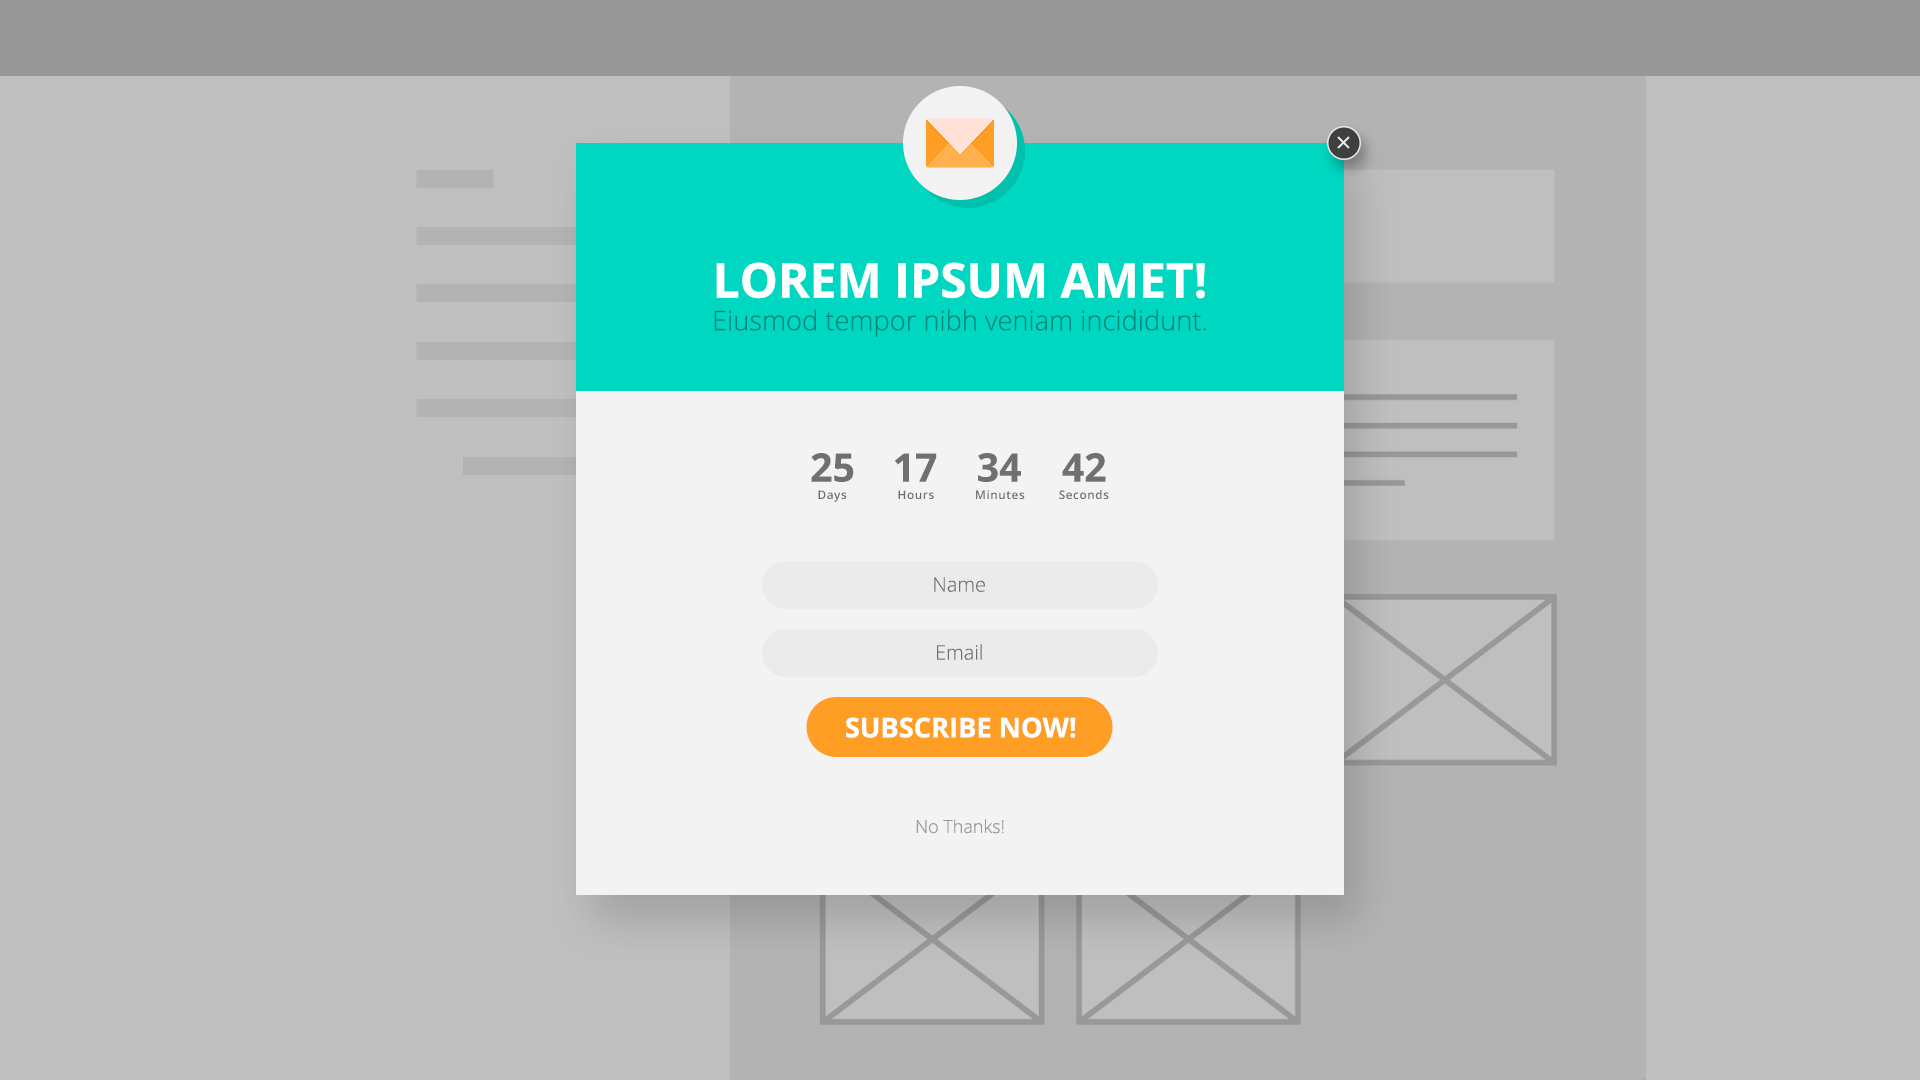 LOREM IPSUM AMET!
Eiusmod tempor nibh veniam incididunt.
25 17 34 42
Days Hours Minutes Seconds
Name
Email
SUBSCRIBE NOW!
No Thanks!